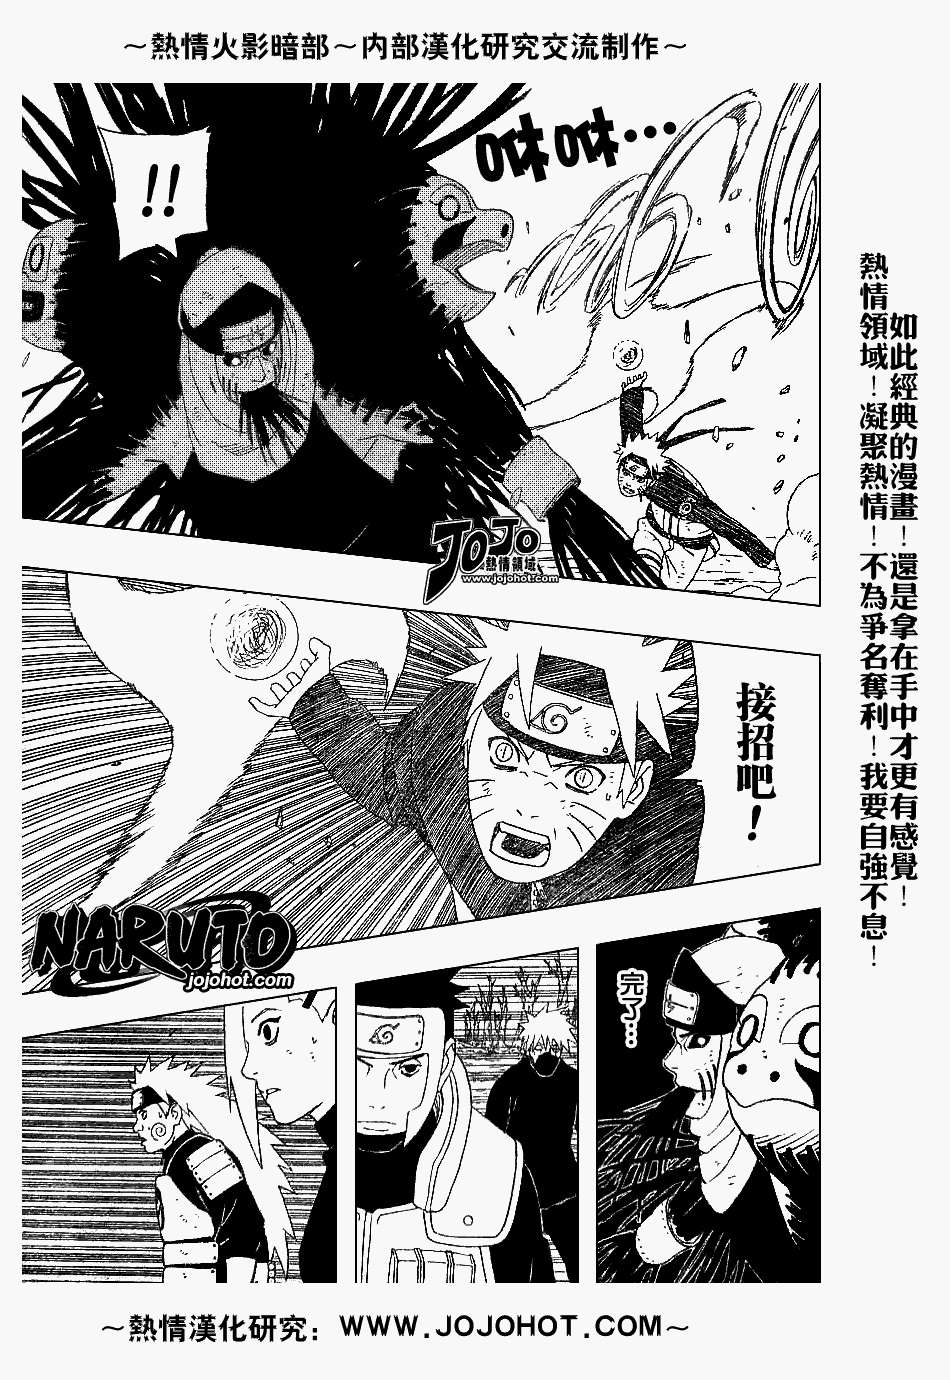 ～熱情火影暗部～内部漢化研究交流制作～
咻咻…
!!
JOJO
熱情領域
www.jojohot.com
接招吧！
NARUTO
jojohot.com
完了…
如此經典的漫畫！還是拿在手中才更有感覺！
熱情領域！凝聚熱情！不為爭名奪利！我要自強不息！
～熱情漢化研究：WWW.JOJOHOT.COM～